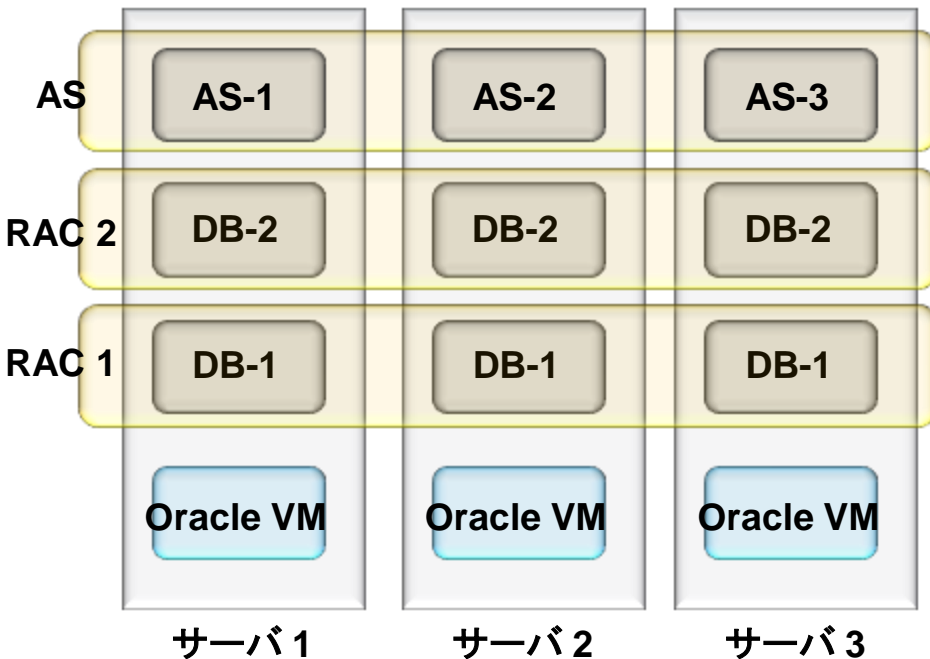 AS AS-1 AS-2 AS-3
RAC 2 DB-2 DB-2 DB-2
RAC 1 DB-1 DB-1 DB-1
Oracle VM Oracle VM Oracle VM
サーバ 1 サーバ 2 サーバ 3